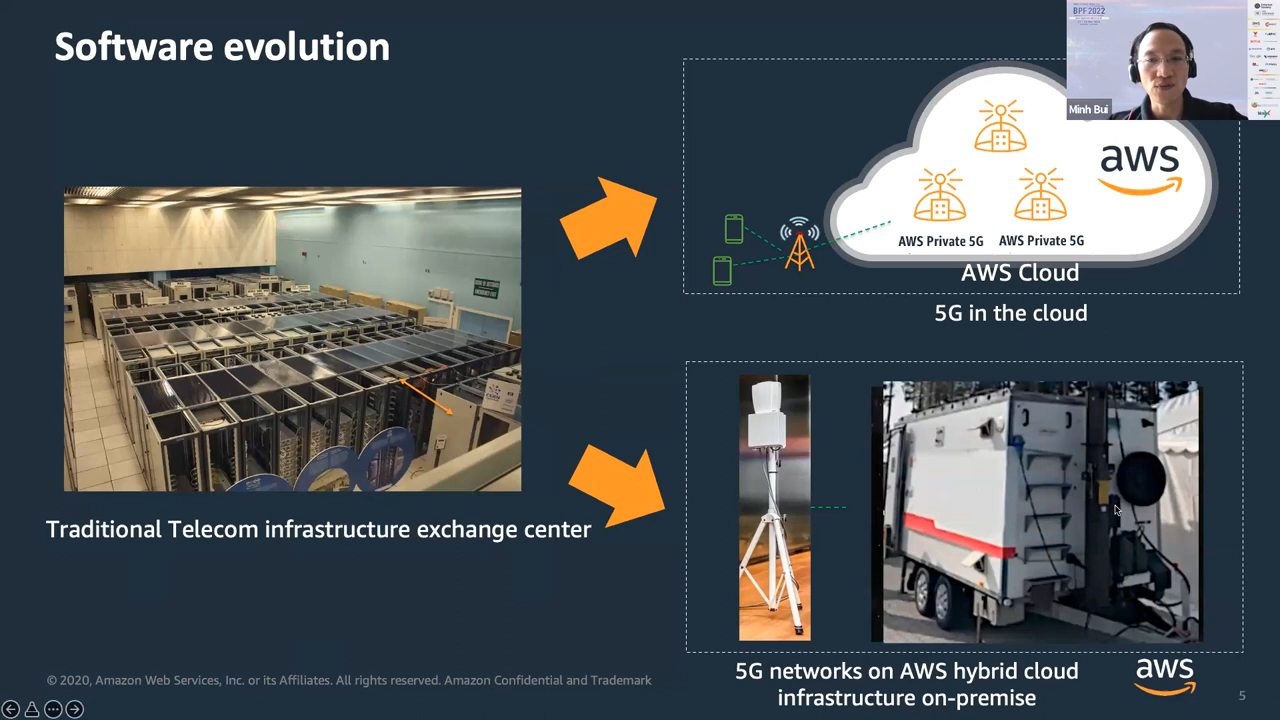 Software evolution
BPF 2022
Minh Bui
aws
AWS Private 5G
AWS Private 5G
AWS Cloud
5G in the cloud
CERN
Traditional Telecom infrastructure exchange center
5G networks on AWS hybrid cloud
infrastructure on-premise
aws
© 2020, Amazon Web Services, Inc. or its Affiliates. All rights reserved. Amazon Confidential and Trademark
5